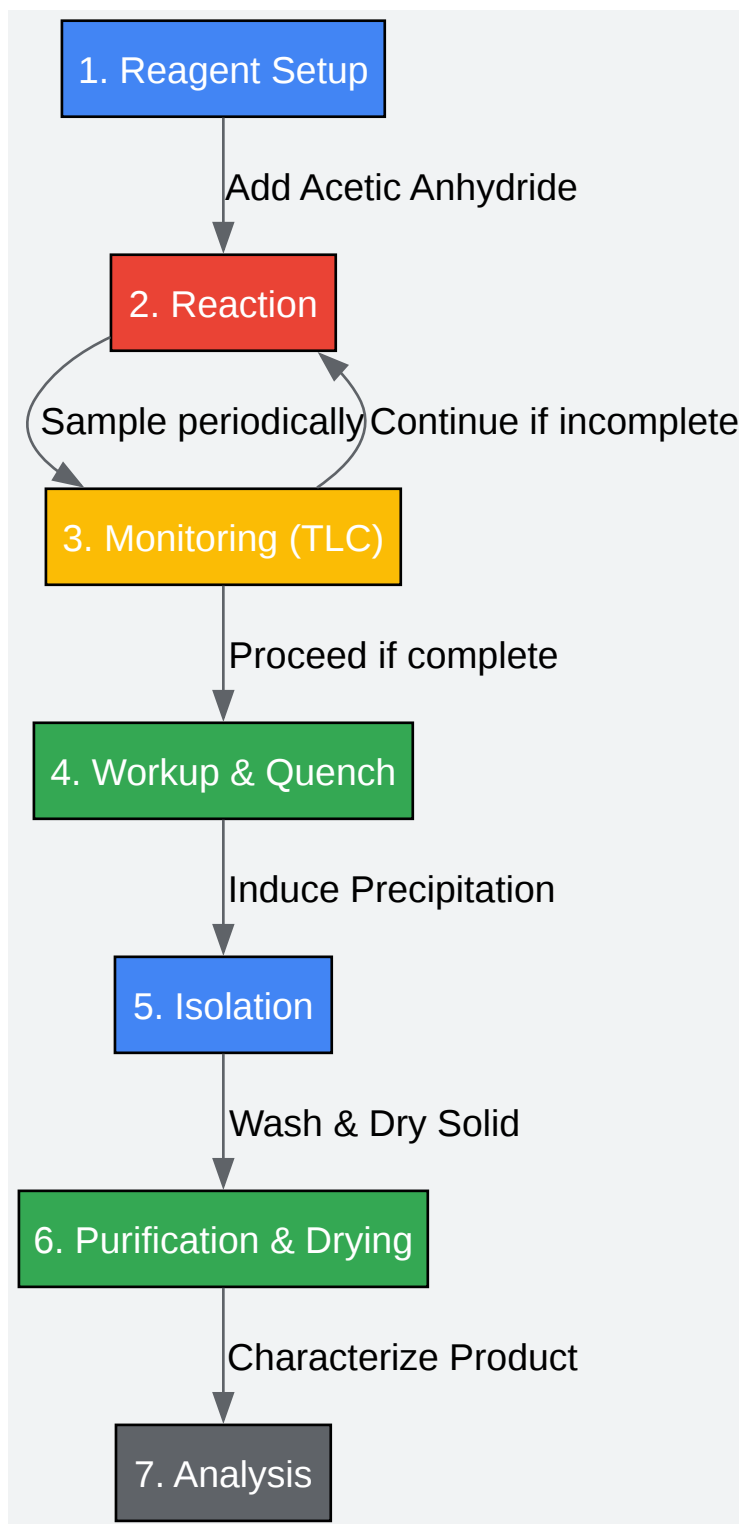 1. Reagent Setup
Add Acetic Anhydride
2. Reaction
Sample periodically
Continue if incomplete
3. Monitoring (TLC)
Proceed if complete
4. Workup & Quench
Induce Precipitation
5. Isolation
Wash & Dry Solid
6. Purification & Drying
Characterize Product
7. Analysis